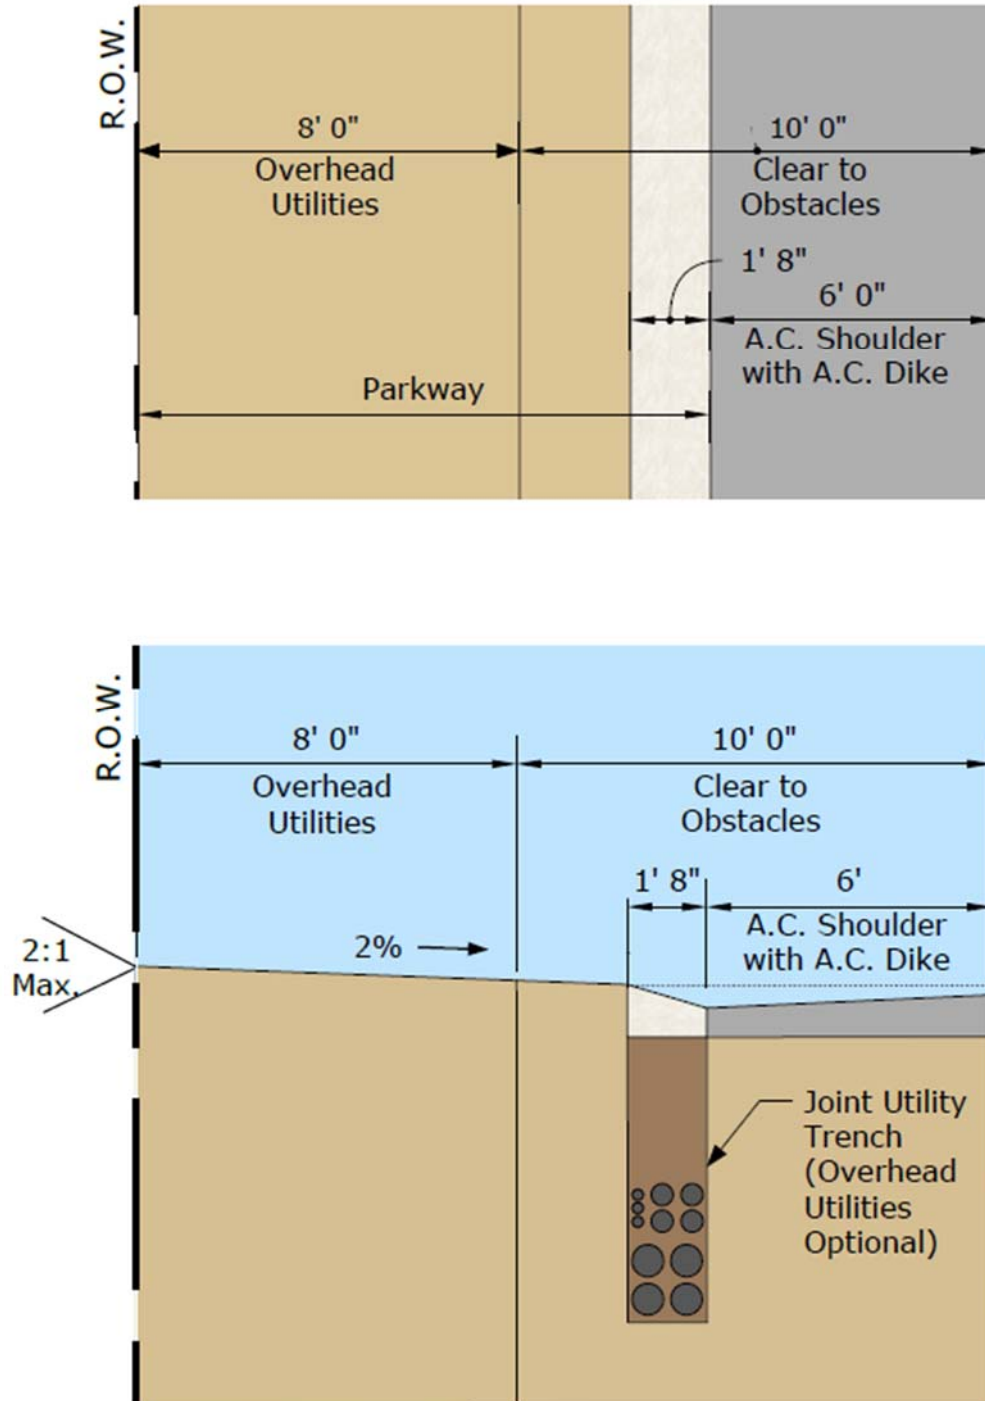 R.O.W.
8' 0"
Overhead
Utilities
10' 0"
Clear to
Obstacles
1' 8"
6' 0"
A.C. Shoulder
with A.C. Dike
Parkway
R.O.W.
8' 0"
Overhead
Utilities
10' 0"
Clear to
Obstacles
1' 8"
6'
A.C. Shoulder
with A.C. Dike
2%
2:1
Max.
Joint Utility
Trench
(Overhead
Utilities
Optional)